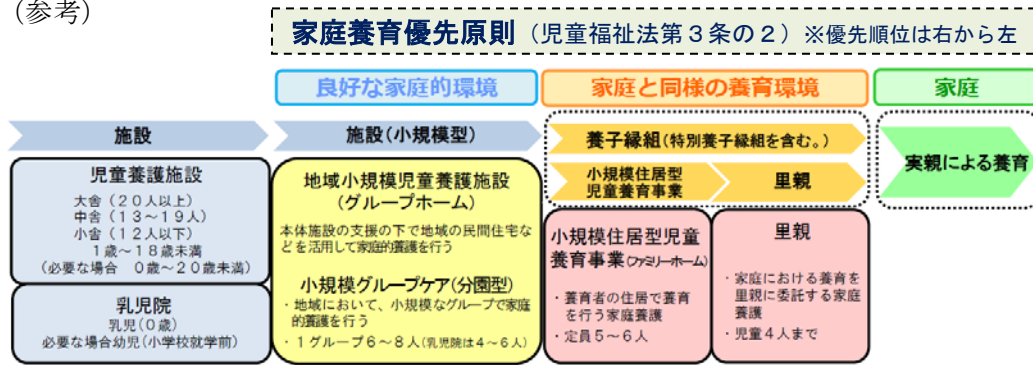 (参考)
家庭養育優先原則（児童福祉法第３条の２）※優先順位は右から左
良好な家庭的環境
家庭と同様の養育環境
家庭
施設
施設(小規模型)
養子縁組(特別養子縁組を含む。)
小規模住居型
児童養育事業
里親
実親による養育
児童養護施設
大舎（２０人以上）
中舎（１３～１９人）
小舎（１２人以下）
１歳～１８歳未満
(必要な場合　０歳～２０歳未満)
乳児院
乳児(０歳)
必要な場合幼児(小学校就学前)
地域小規模児童養護施設
(グループホーム)
本体施設の支援の下で地域の民間住宅な
どを活用して家庭的養護を行う
小規模グループケア(分園型)
・地域において、小規模なグループで家庭
的養護を行う
・１グループ６～８人(乳児院は４～６人)
小規模住居型児童
養育事業(ファミリーホーム)
・養育者の住居で養育
を行う家庭養護
・定員５～６人
里親
・家庭における養育を
里親に委託する家庭
養護
・児童４人まで